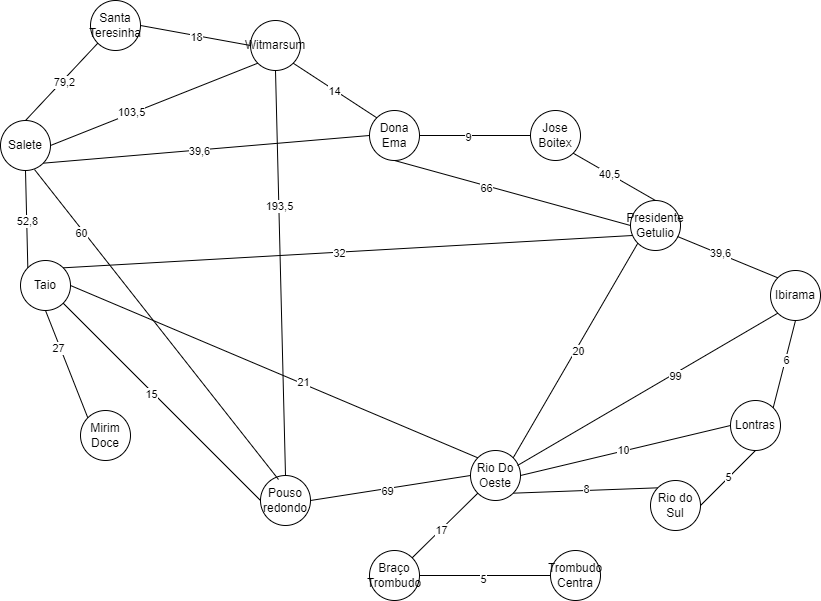 Santa
Teresinha
18
Witmarsum
79,2
14
103,5
Dona
Ema
9
Jose
Boitex
Salete
39,6
40,5
66
193,5
52,8
60
Presidente
Getulio
32
39,6
Taio
Ibirama
27
20
6
21
99
15
Mirim
Doce
Lontras
10
Rio Do
Oeste
5
69
8
Pouso
redondo
Rio do
Sul
17
Braço
Trombudo
5
Trombudo
Centra